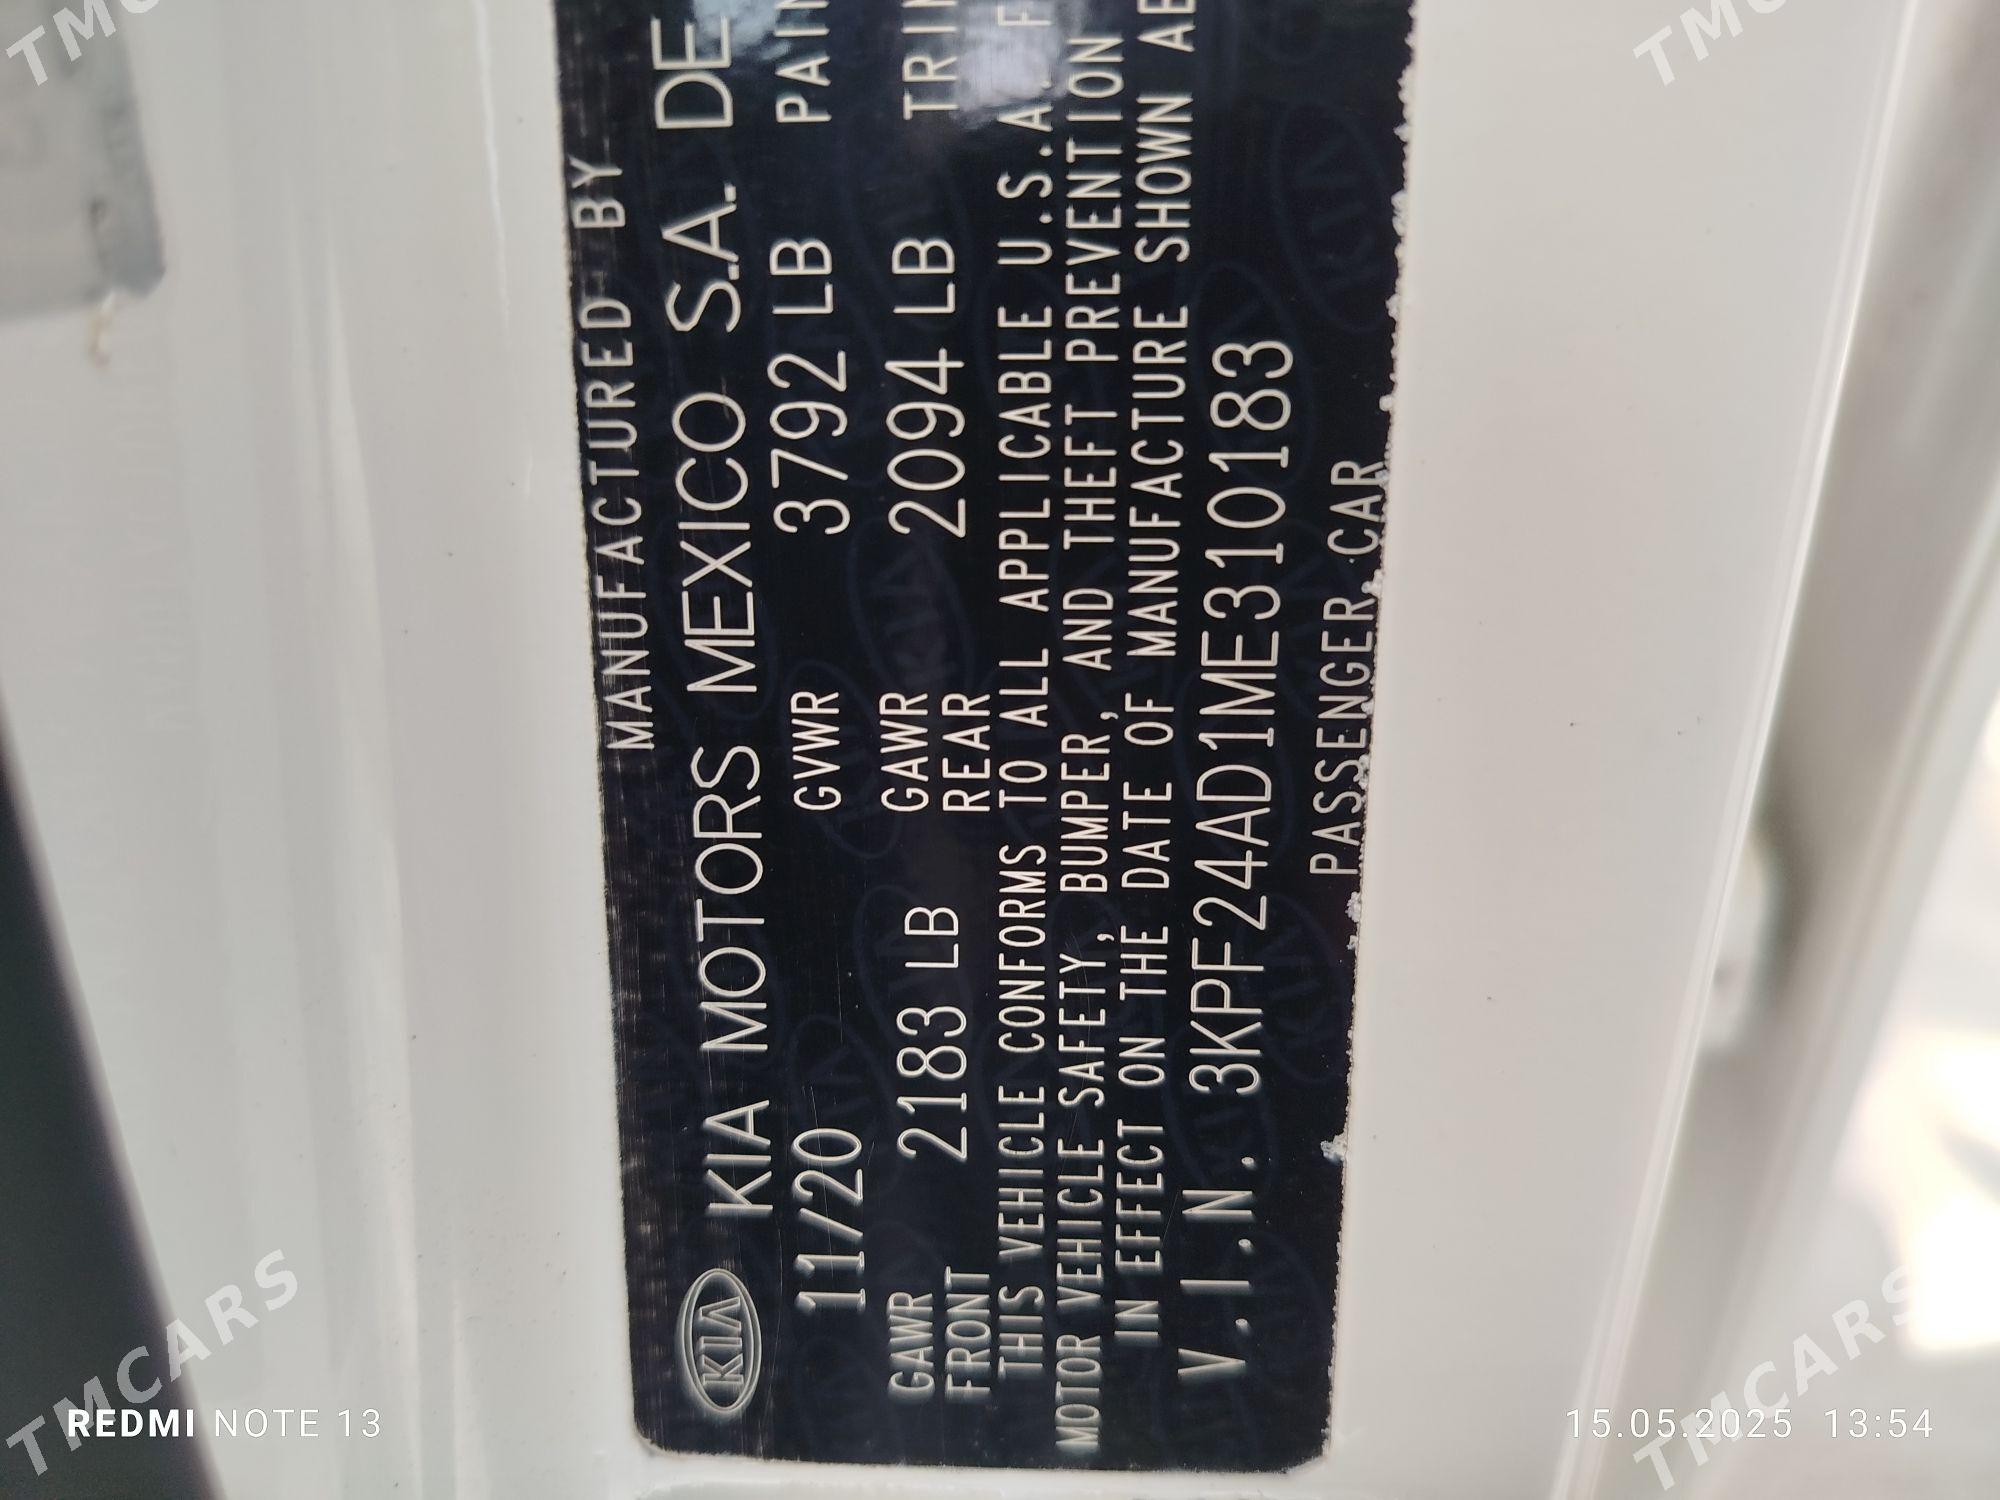 MANUFACTURED BY
KIA KIA MOTORS MEXICO S.A. DE
11/20 GVWR 3792 LB
GAWR FRONT 2183 LB GAWR REAR 2094 LB
THIS VEHICLE CONFORMS TO ALL APPLICABLE U.S.A. F
MOTOR VEHICLE SAFETY, BUMPER, AND THEFT PREVENTION
IN EFFECT ON THE DATE OF MANUFACTURE SHOWN AB
V.I.N. 3KPF24AD1ME310183
PASSENGER CAR
REDMI NOTE 13
15.05.2025 13:54
TMCARS
TMCARS